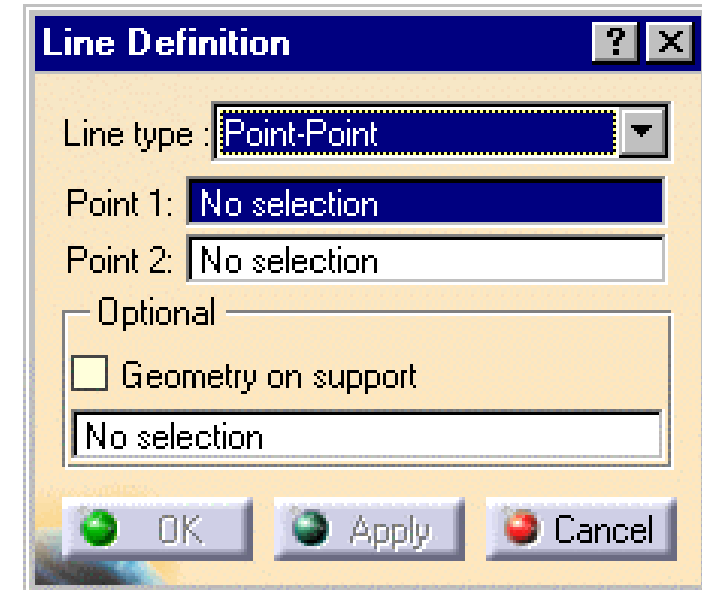 Line Definition ? X
Line type : Point-Point
Point 1: No selection
Point 2: No selection
Optional
Geometry on support
No selection
OK Apply Cancel